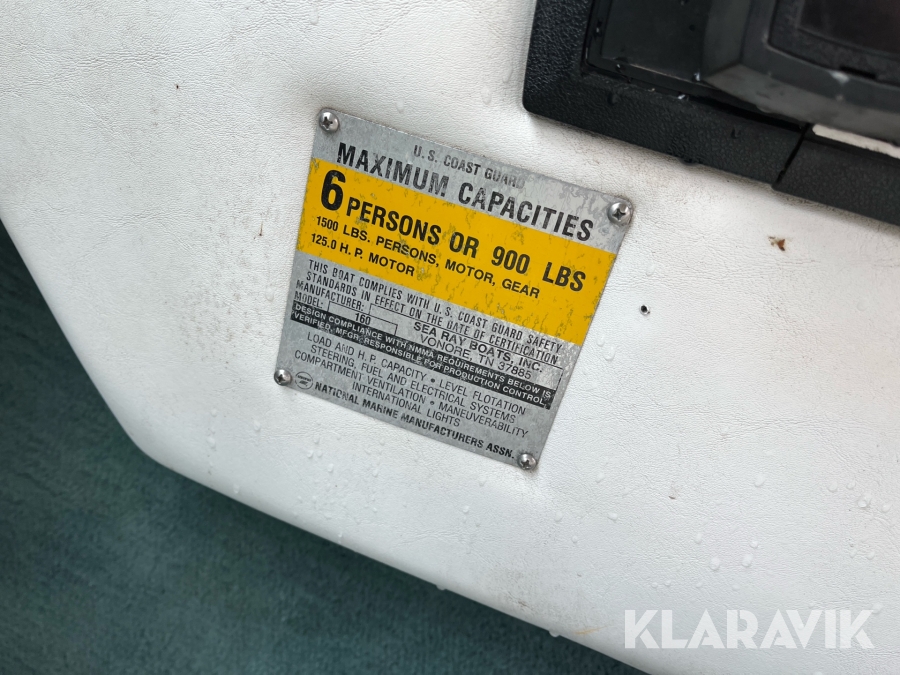 U.S. COAST GUARD
MAXIMUM CAPACITIES
6 PERSONS OR 900 LBS
1500 LBS. PERSONS, MOTOR, GEAR
125.0 H.P. MOTOR
THIS BOAT COMPLIES WITH U.S. COAST GUARD SAFETY
STANDARDS IN EFFECT ON THE DATE OF CERTIFICATION
MANUFACTURER: SEA RAY BOATS, INC.
MODEL: 160 VONORE, TN 37885
DESIGN COMPLIANCE WITH NMMA REQUIREMENTS BELOW IS
VERIFIED. MFGR. RESPONSIBLE FOR PRODUCTION CONTROL.
LOAD AND H.P. CAPACITY • LEVEL FLOTATION
STEERING, FUEL AND ELECTRICAL SYSTEMS
COMPARTMENT VENTILATION • MANEUVERABILITY
INTERNATIONAL LIGHTS
NATIONAL MARINE MANUFACTURERS ASSN.
KLARAVIK